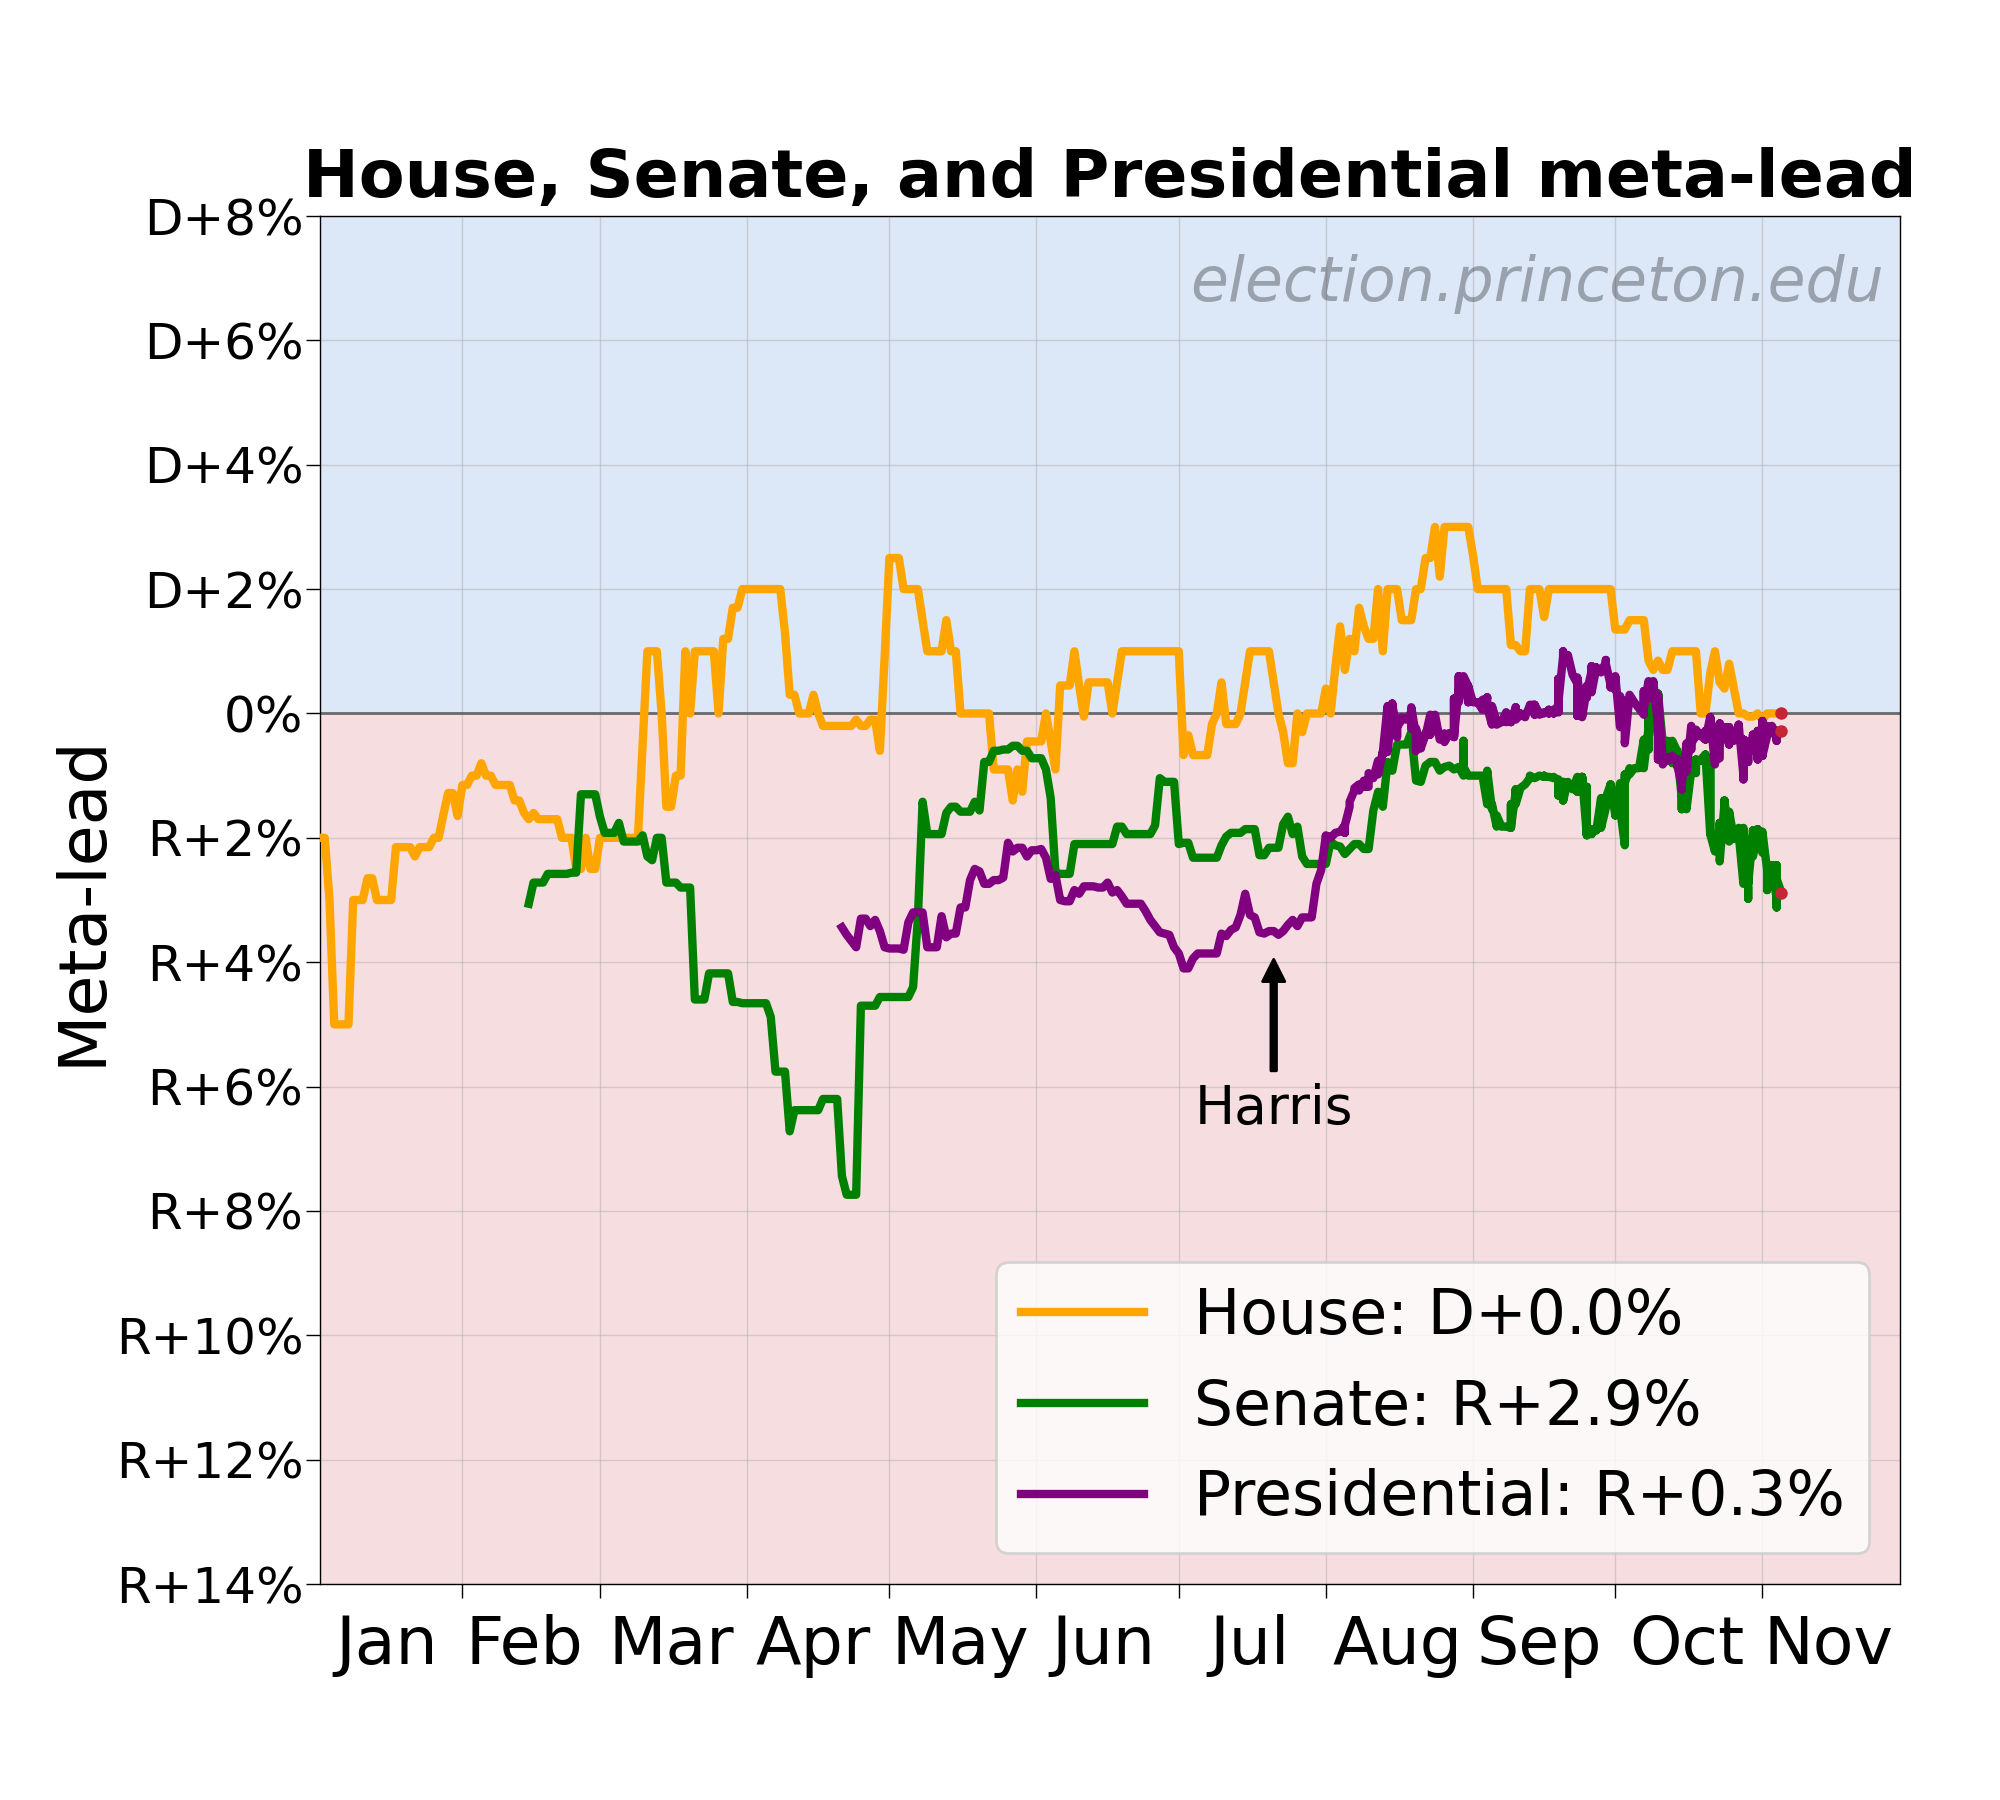 House, Senate, and Presidential meta-lead
election.princeton.edu
Meta-lead
D+8%
D+6%
D+4%
D+2%
0%
R+2%
R+4%
R+6%
R+8%
R+10%
R+12%
R+14%
Harris
House: D+0.0%
Senate: R+2.9%
Presidential: R+0.3%
Jan Feb Mar Apr May Jun Jul Aug Sep Oct Nov